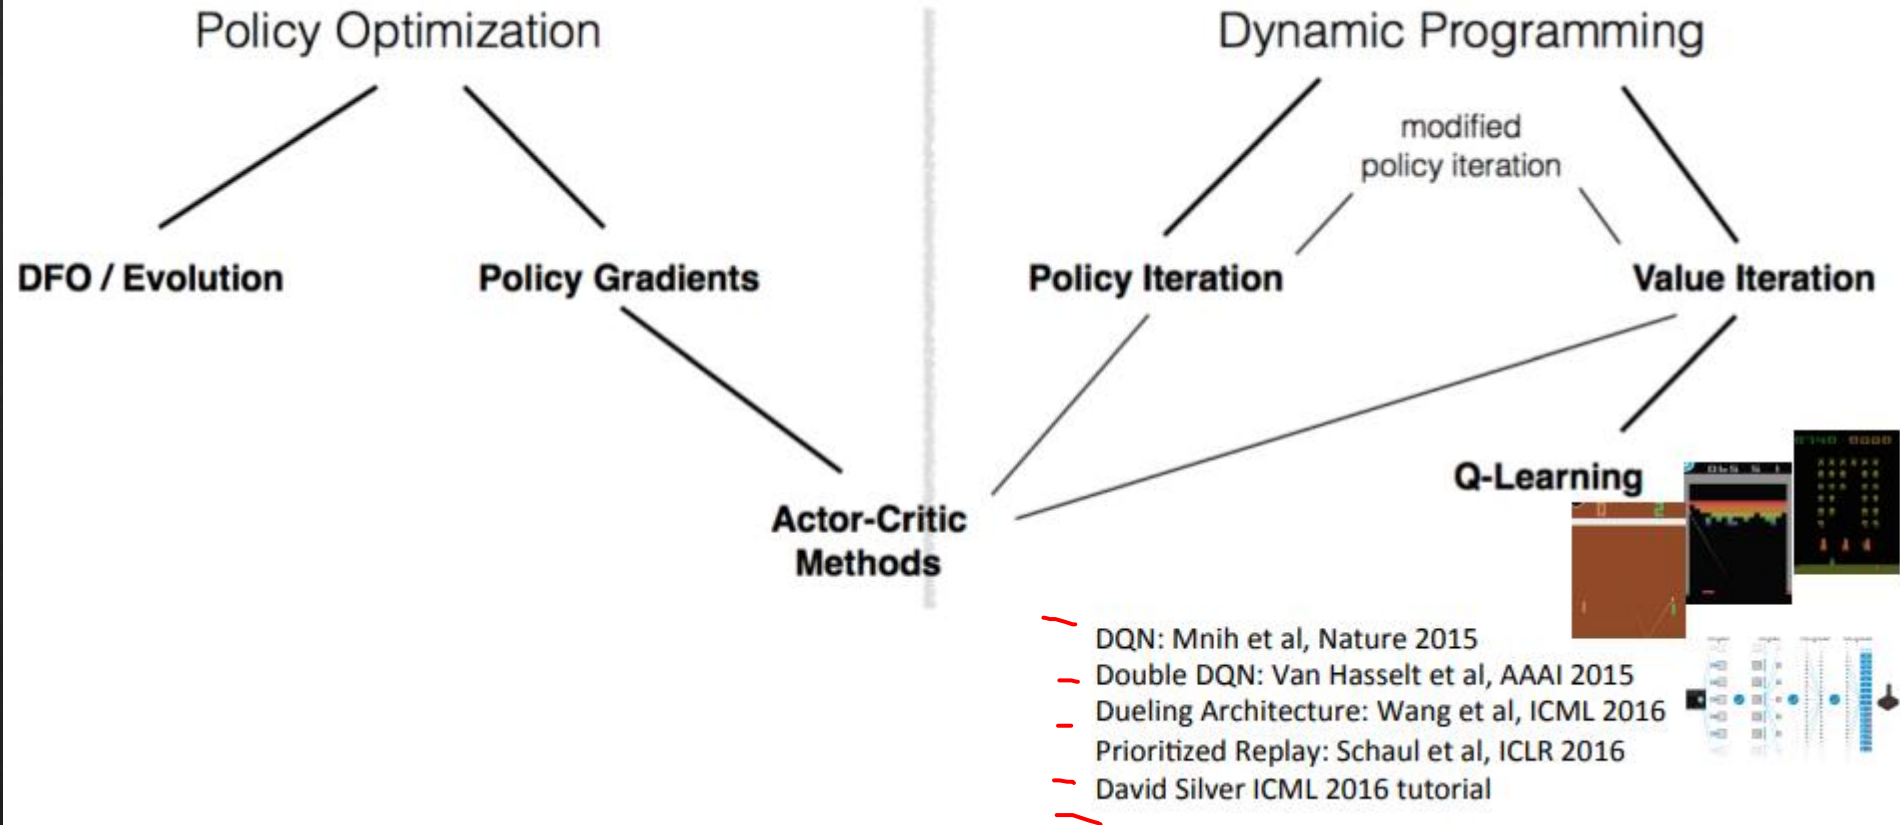 Policy Optimization
Dynamic Programming
modified
policy iteration
DFO / Evolution
Policy Gradients
Policy Iteration
Value Iteration
Q-Learning
Actor-Critic
Methods
DQN: Mnih et al, Nature 2015
Double DQN: Van Hasselt et al, AAAI 2015
Dueling Architecture: Wang et al, ICML 2016
Prioritized Replay: Schaul et al, ICLR 2016
David Silver ICML 2016 tutorial